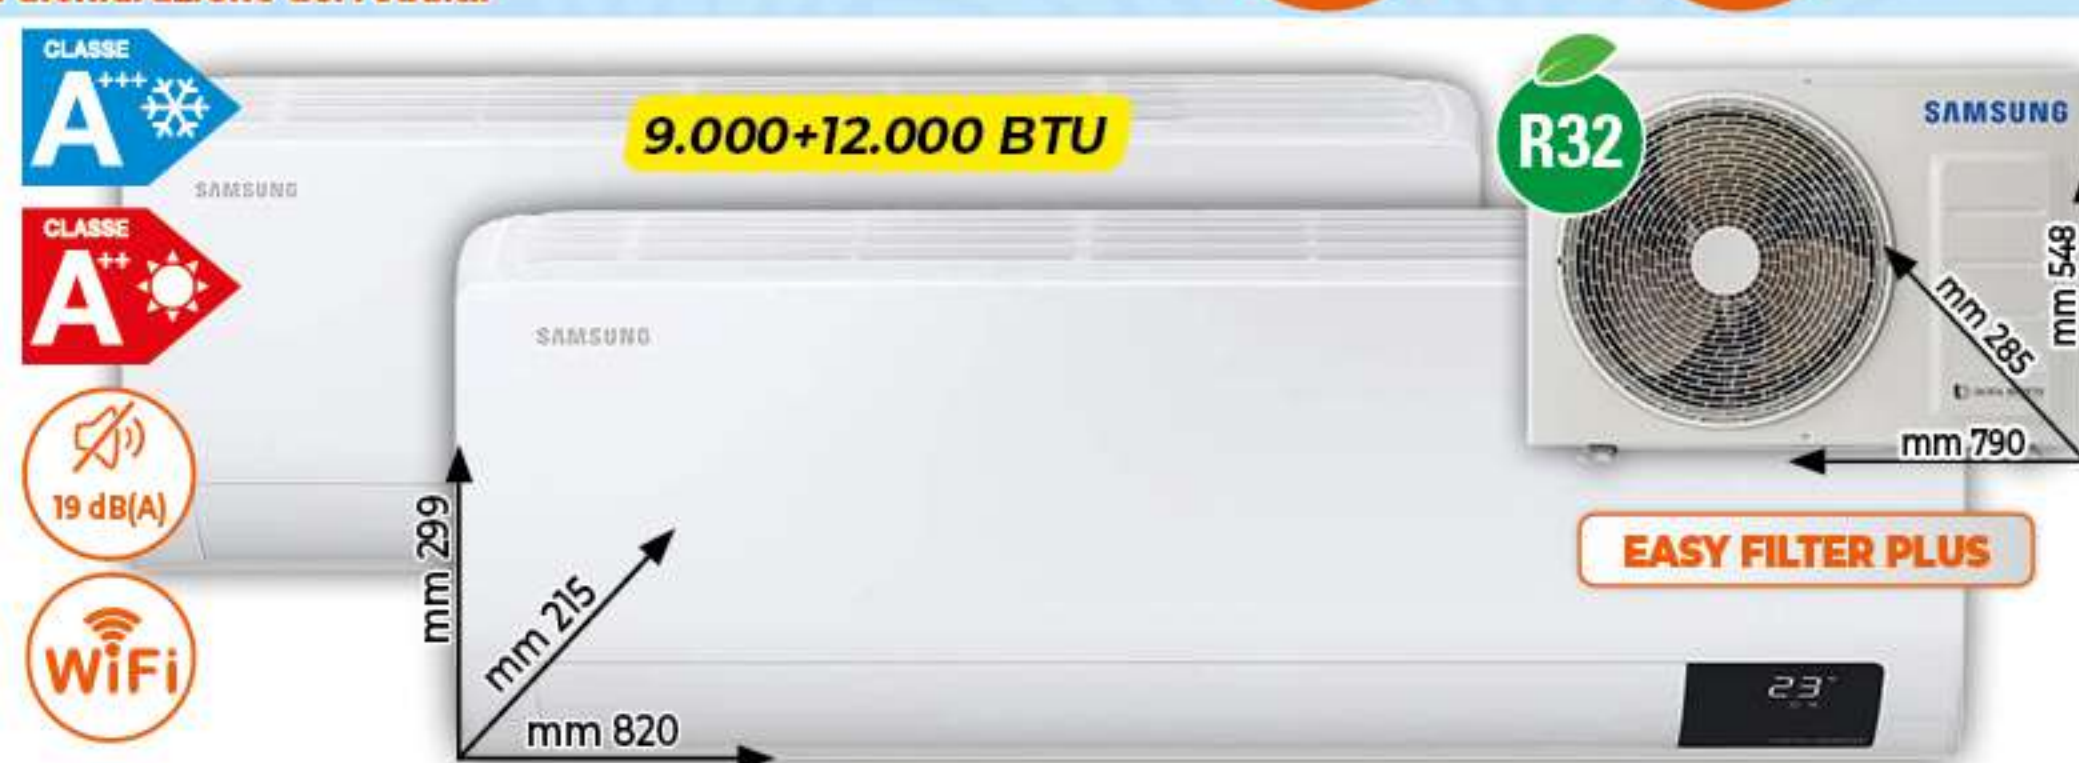 CLASSE
A+++
9.000+12.000 BTU
R32
SAMSUNG
SAMSUNG
CLASSE
A++
SAMSUNG
mm 548
mm 285
mm 790
19 dB(A)
mm 299
mm 215
EASY FILTER PLUS
WiFi
23°
mm 820